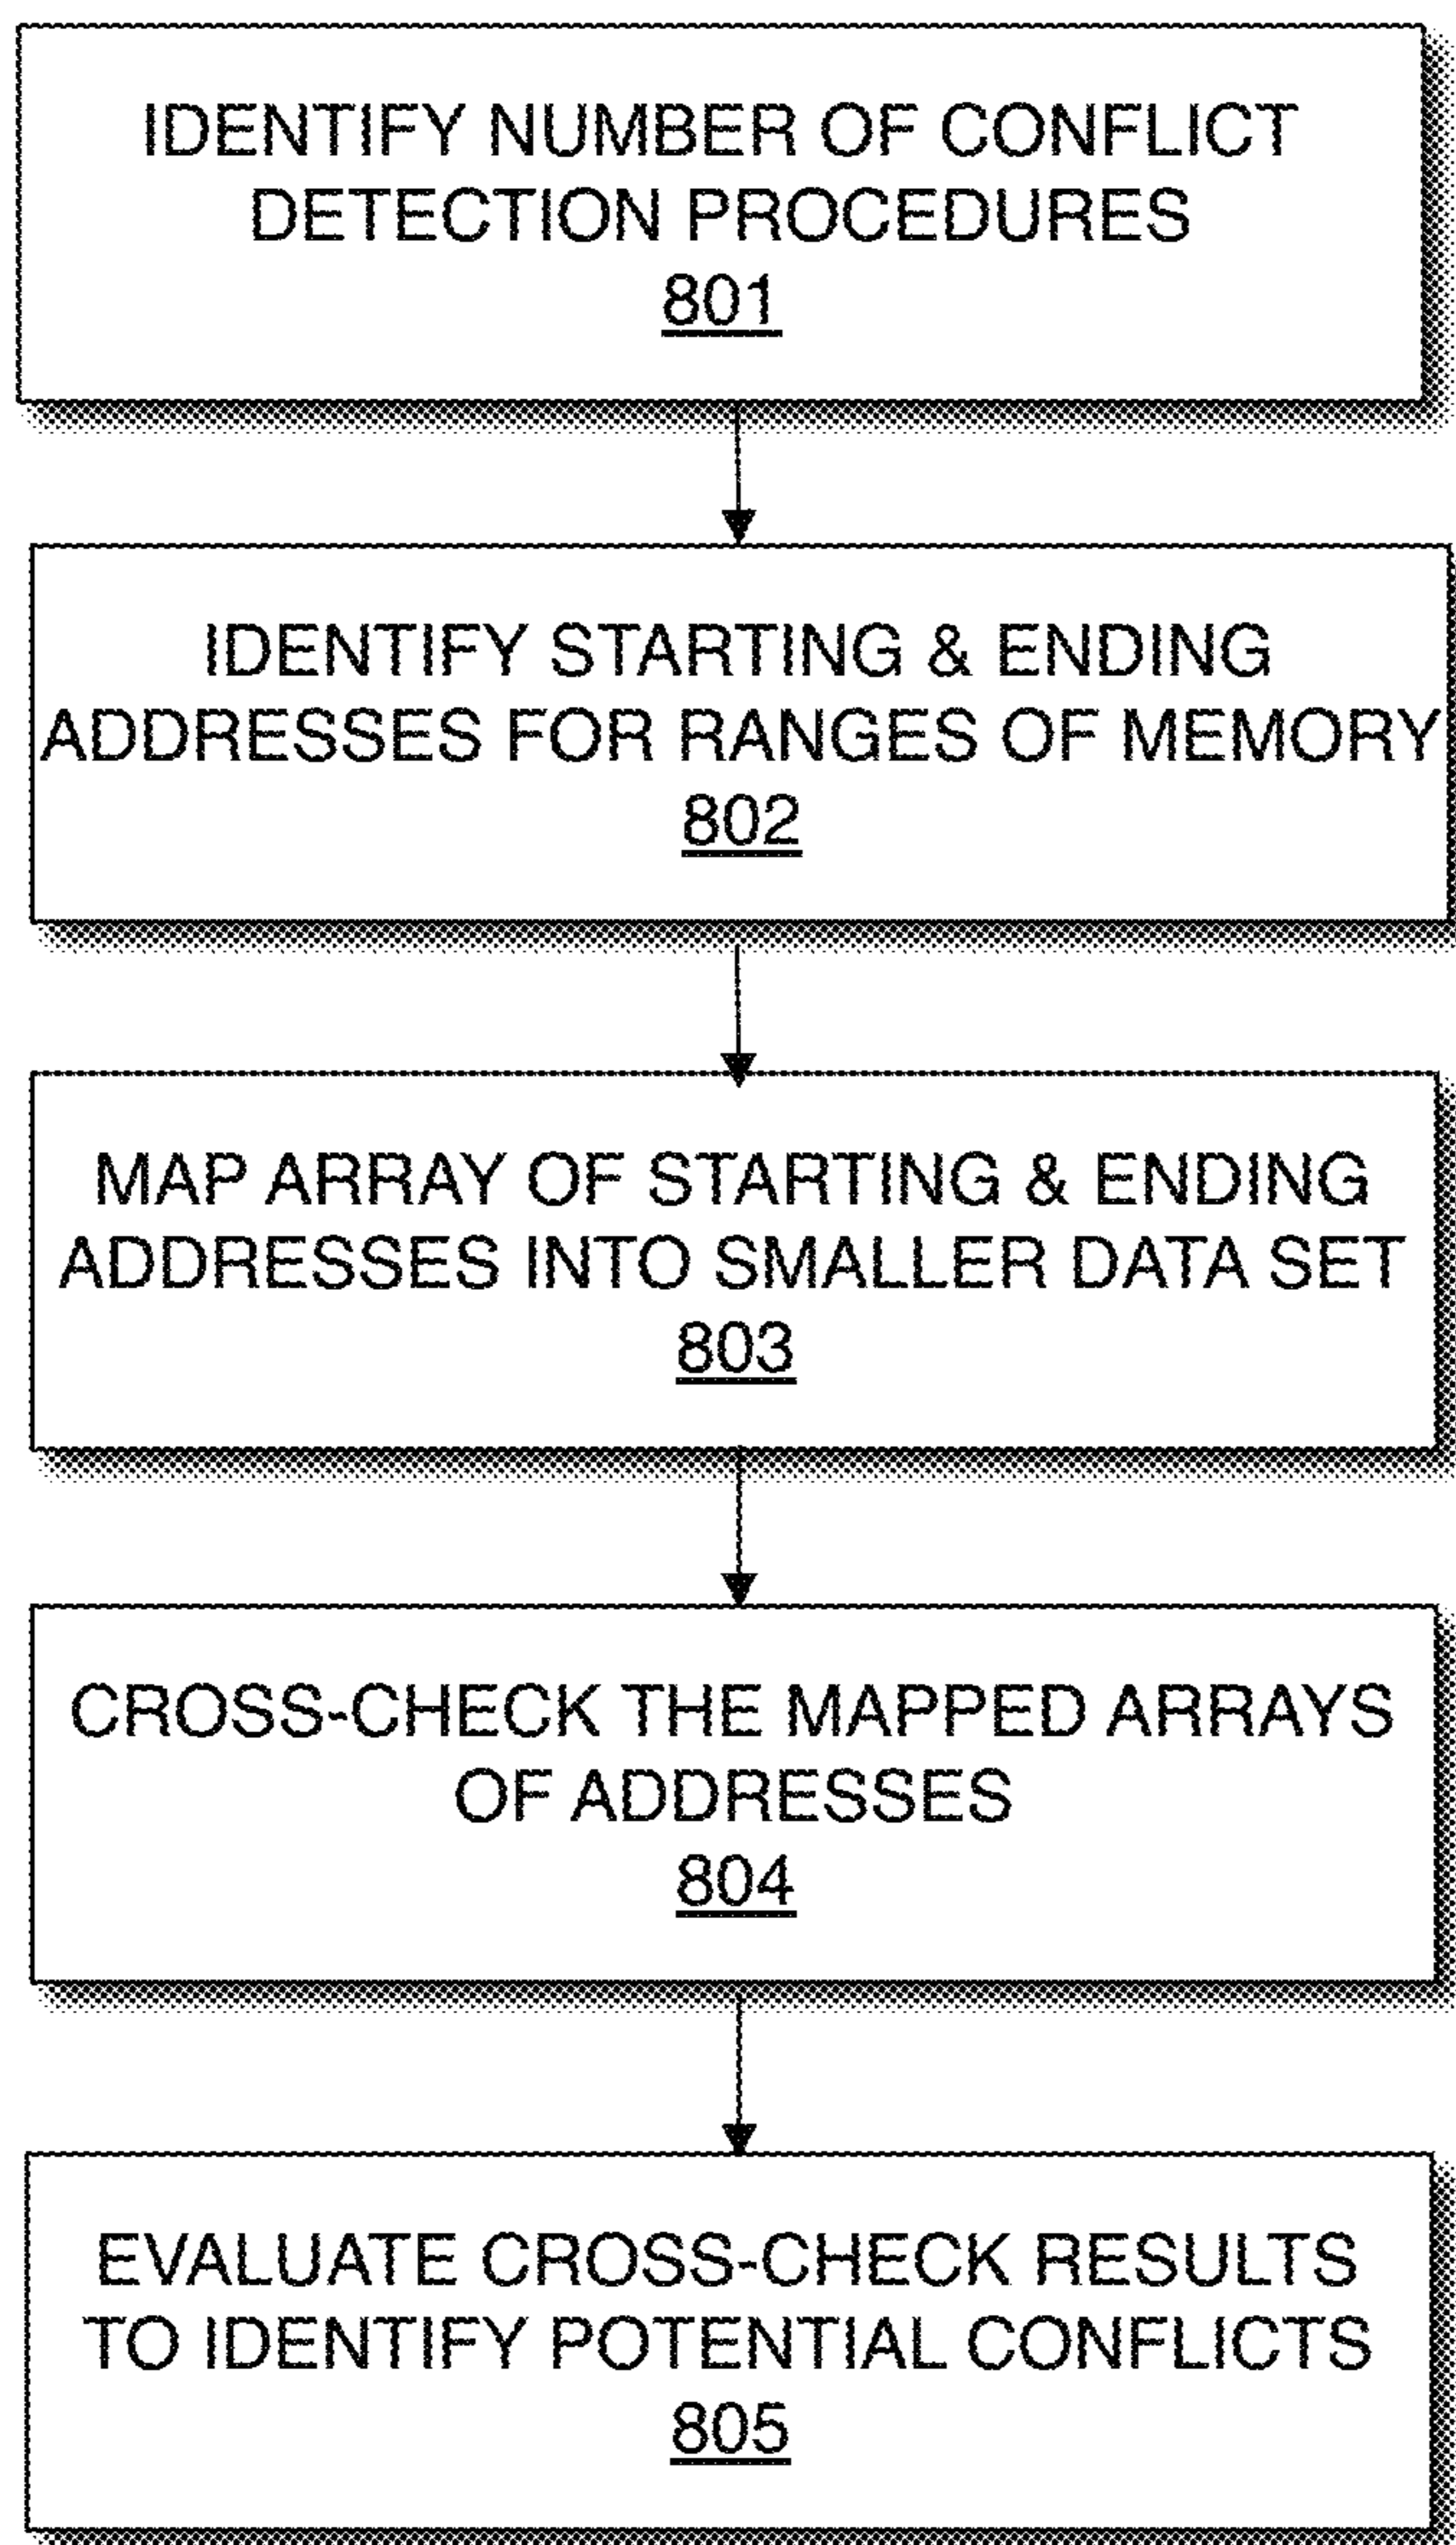 IDENTIFY NUMBER OF CONFLICT
DETECTION PROCEDURES
801
IDENTIFY STARTING & ENDING
ADDRESSES FOR RANGES OF MEMORY
802
MAP ARRAY OF STARTING & ENDING
ADDRESSES INTO SMALLER DATA SET
803
CROSS-CHECK THE MAPPED ARRAYS
OF ADDRESSES
804
EVALUATE CROSS-CHECK RESULTS
TO IDENTIFY POTENTIAL CONFLICTS
805